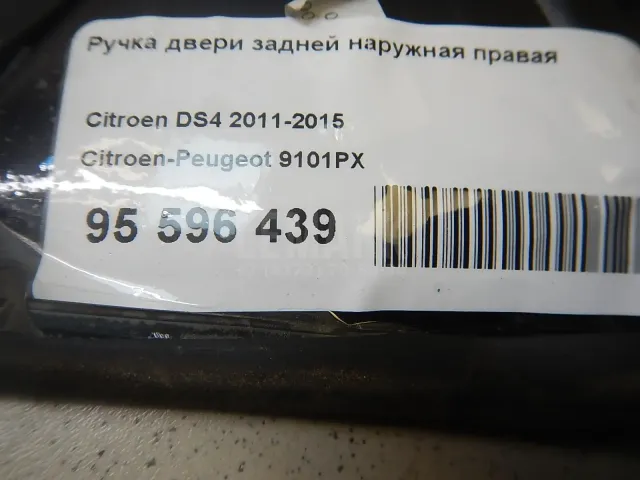 Ручка двери задней наружная правая
Citroen DS4 2011-2015
Citroen-Peugeot 9101PX
95 596 439